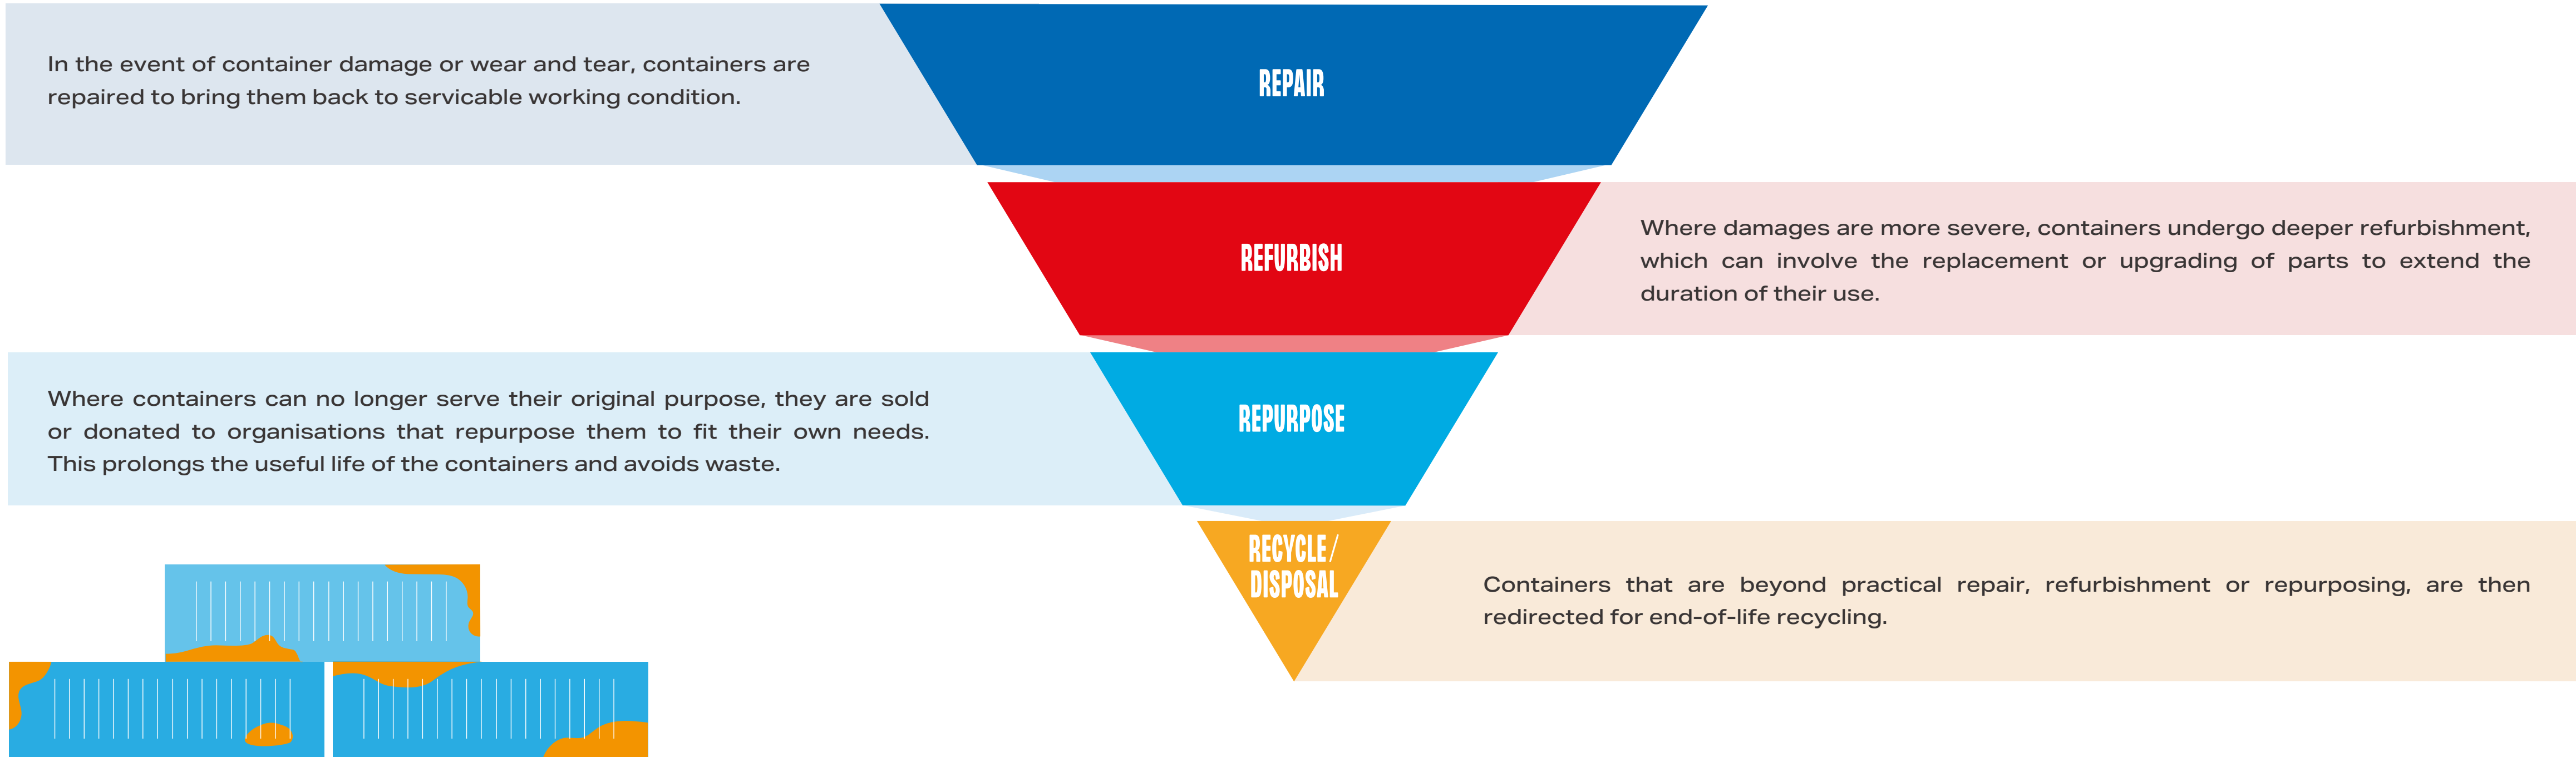 In the event of container damage or wear and tear, containers are
repaired to bring them back to servicable working condition.
REPAIR
REFURBISH
Where damages are more severe, containers undergo deeper refurbishment,
which can involve the replacement or upgrading of parts to extend the
duration of their use.
Where containers can no longer serve their original purpose, they are sold
or donated to organisations that repurpose them to fit their own needs.
This prolongs the useful life of the containers and avoids waste.
REPURPOSE
RECYCLE /
DISPOSAL
Containers that are beyond practical repair, refurbishment or repurposing, are then
redirected for end-of-life recycling.